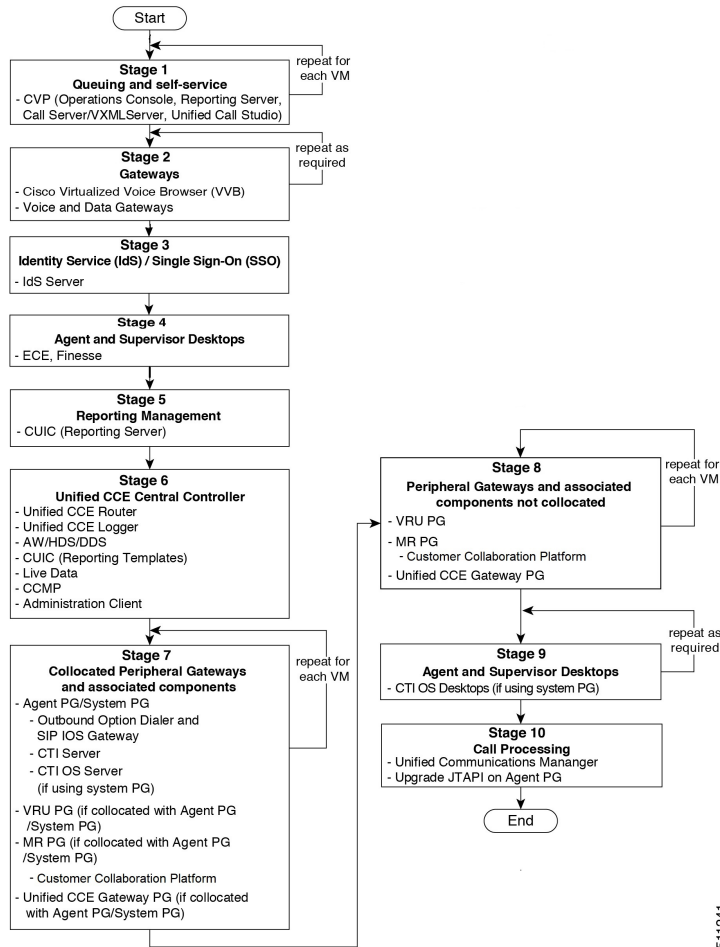 Start
repeat for
each VM
Stage 1
Queuing and self-service
- CVP (Operations Console, Reporting Server,
Call Server/VXMLServer, Unified Call Studio)
repeat as
required
Stage 2
Gateways
- Cisco Virtualized Voice Browser (VVB)
- Voice and Data Gateways
Stage 3
Identity Service (IdS) / Single Sign-On (SSO)
- IdS Server
Stage 4
Agent and Supervisor Desktops
- ECE, Finesse
Stage 5
Reporting Management
- CUIC (Reporting Server)
Stage 6
Unified CCE Central Controller
- Unified CCE Router
- Unified CCE Logger
- AW/HDS/DDS
- CUIC (Reporting Templates)
- Live Data
- CCMP
- Administration Client
Stage 7
Collocated Peripheral Gateways
and associated components
repeat for
each VM
- Agent PG/System PG
- Outbound Option Dialer and
SIP IOS Gateway
- CTI Server
- CTI OS Server
(if using system PG)
- VRU PG (if collocated with Agent PG
/System PG)
- MR PG (if collocated with Agent PG
/System PG)
- Customer Collaboration Platform
- Unified CCE Gateway PG (if collocated
with Agent PG/System PG)
Stage 8
Peripheral Gateways and associated
components not collocated
repeat for
each VM
- VRU PG
- MR PG
- Customer Collaboration Platform
- Unified CCE Gateway PG
repeat as
required
Stage 9
Agent and Supervisor Desktops
- CTI OS Desktops (if using system PG)
Stage 10
Call Processing
- Unified Communications Mananger
- Upgrade JTAPI on Agent PG
End